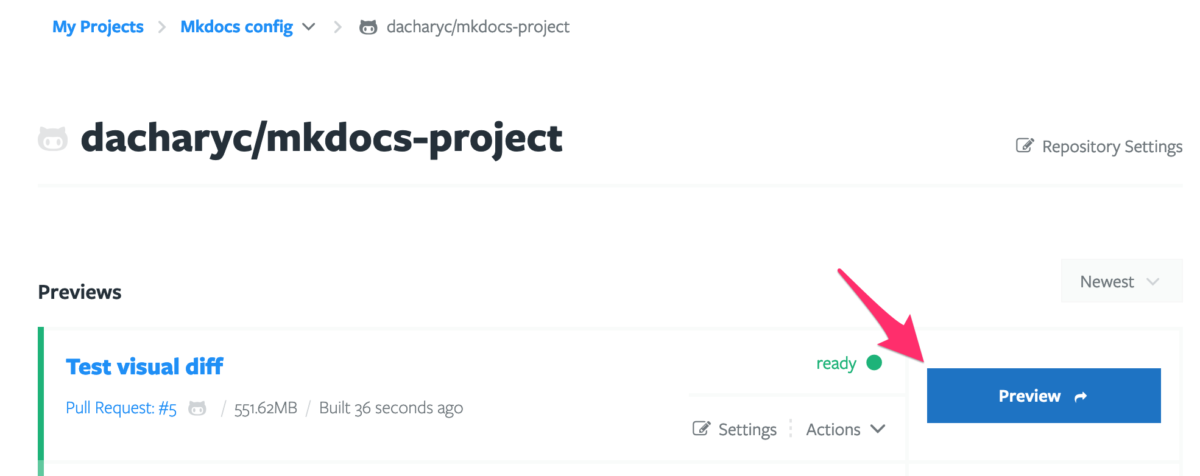 My Projects > Mkdocs config > dacharyc/mkdocs-project
dacharyc/mkdocs-project
Repository Settings
Previews
Newest
Test visual diff
ready
Pull Request: #5 / 551.62MB / Built 36 seconds ago
Preview
Settings
Actions